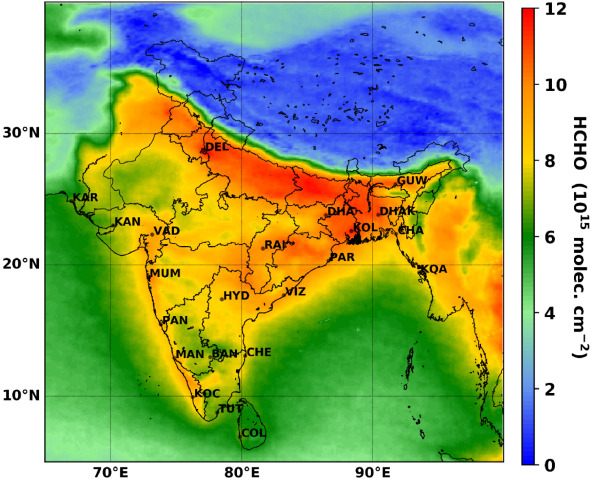 30°N
20°N
10°N
70°E
80°E
90°E
DEL
GUW
KAR
DHA
DHAK
KAN
VAD
KOL
CHA
RAI
PAR
MUM
KQA
HYD
VIZ
PAN
MAN
BAN
CHE
KOC
TUT
COL
12
10
8
6
4
2
0
HCHO (10¹⁵ molec. cm⁻²)